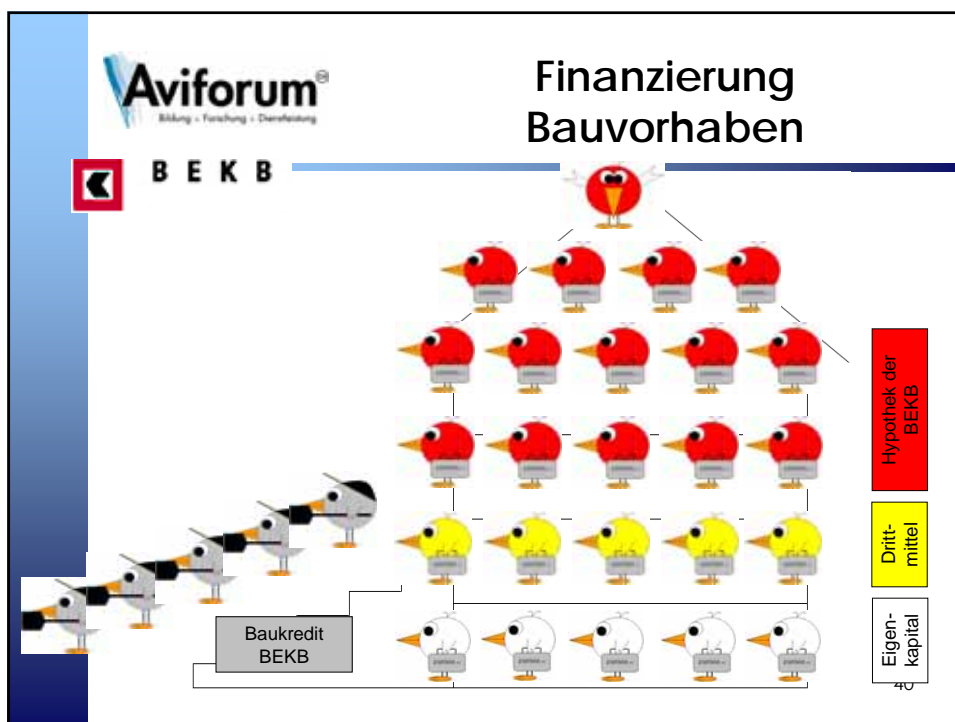 Aviforum
Bildung + Forschung + Dienstleistung
Finanzierung
Bauvorhaben
BEKB
Hypothek der
BEKB
Dritt-
mittel
Eigen-
kapital
Baukredit
BEKB
40